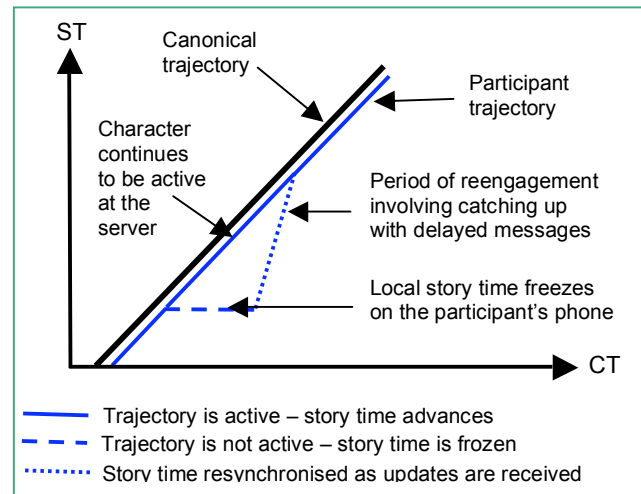 ST
Canonical
trajectory
Participant
trajectory
Character
continues
to be active
at the
server
Period of reengagement
involving catching up
with delayed messages
Local story time freezes
on the participant's phone
CT
Trajectory is active – story time advances
Trajectory is not active – story time is frozen
Story time resynchronised as updates are received